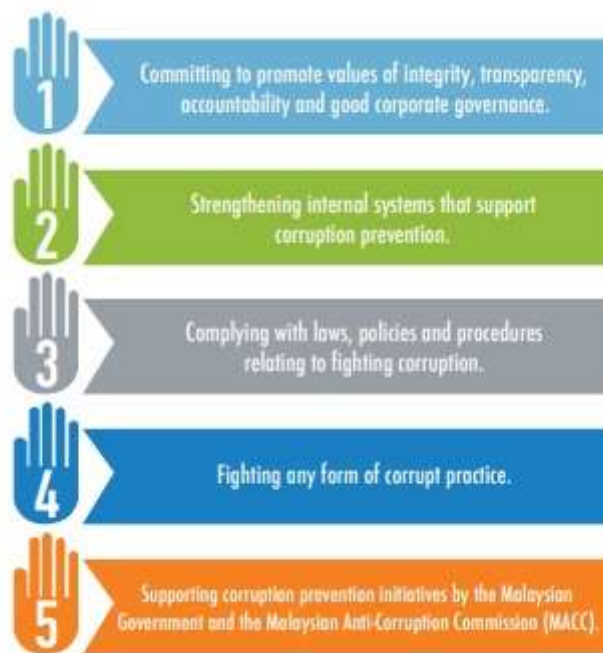 1
Committing to promote values of integrity, transparency,
accountability and good corporate governance.
2
Strengthening internal systems that support
corruption prevention.
3
Complying with laws, policies and procedures
relating to fighting corruption.
4
Fighting any form of corrupt practice.
5
Supporting corruption prevention initiatives by the Malaysian
Government and the Malaysian Anti-Corruption Commission (MACC).